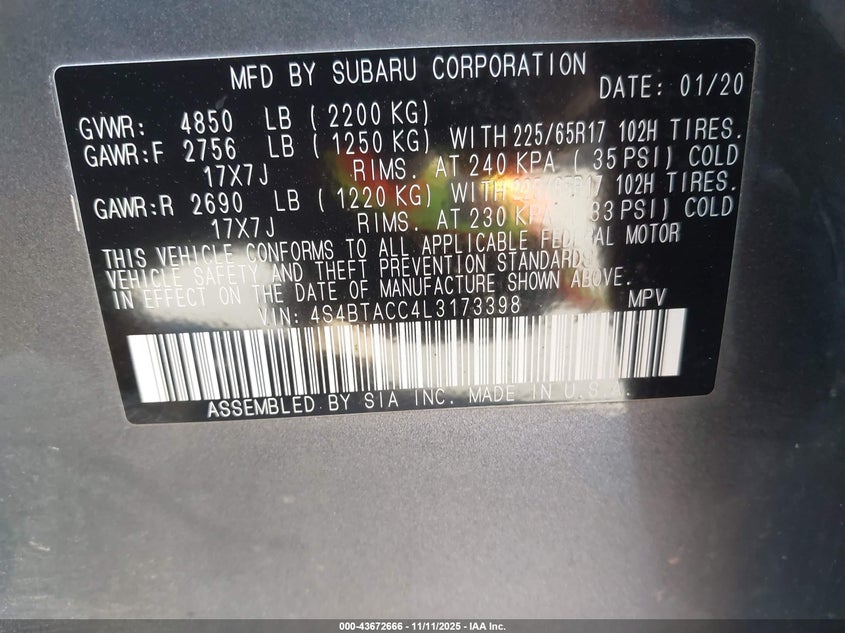 MFD BY SUBARU CORPORATION DATE: 01/20
GVWR: 4850 LB (2200 KG)
GAWR:F 2756 LB (1250 KG) WITH 225/65R17 102H TIRES.
17X7J RIMS. AT 240 KPA (35 PSI) COLD
GAWR:R 2690 LB (1220 KG) WITH 225/65R17 102H TIRES.
17X7J RIMS. AT 230 KPA (33 PSI) COLD
THIS VEHICLE CONFORMS TO ALL APPLICABLE FEDERAL MOTOR
VEHICLE SAFETY AND THEFT PREVENTION STANDARDS
IN EFFECT ON THE DATE OF MANUFACTURE SHOWN ABOVE.
VIN: 4S4BTACC4L3173398 MPV
ASSEMBLED BY SIA INC. MADE IN U.S.A.
000-43672666 - 11/11/2025 - IAA Inc.